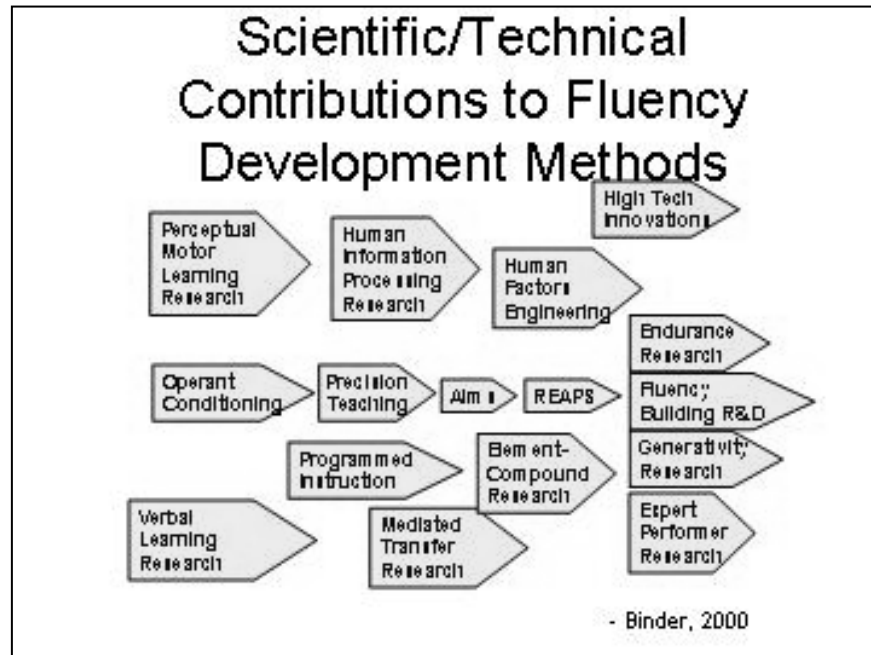 Scientific/Technical
Contributions to Fluency
Development Methods
High Tech
Innovations
Perceptual
Motor
Learning
Research
Human
Information
Processing
Research
Human
Factors
Engineering
Endurance
Research
Operant
Conditioning
Precision
Teaching
Aims
REAPS
Fluency
Building R&D
Programmed
Instruction
Element-
Compound
Research
Generativity
Research
Verbal
Learning
Research
Mediated
Transfer
Research
Expert
Performer
Research
- Binder, 2000